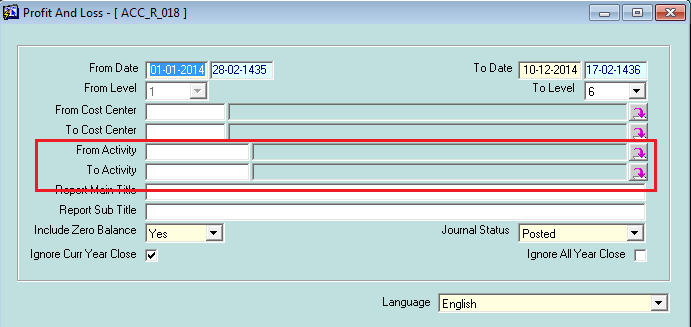 Profit And Loss - [ ACC_R_018 ]
From Date 01-01-2014 28-02-1435 To Date 10-12-2014 17-02-1436
From Level 1 To Level 6
From Cost Center
To Cost Center
From Activity
To Activity
Report Main Title
Report Sub Title
Include Zero Balance Yes Journal Status Posted
Ignore Curr Year Close Ignore All Year Close
Language English